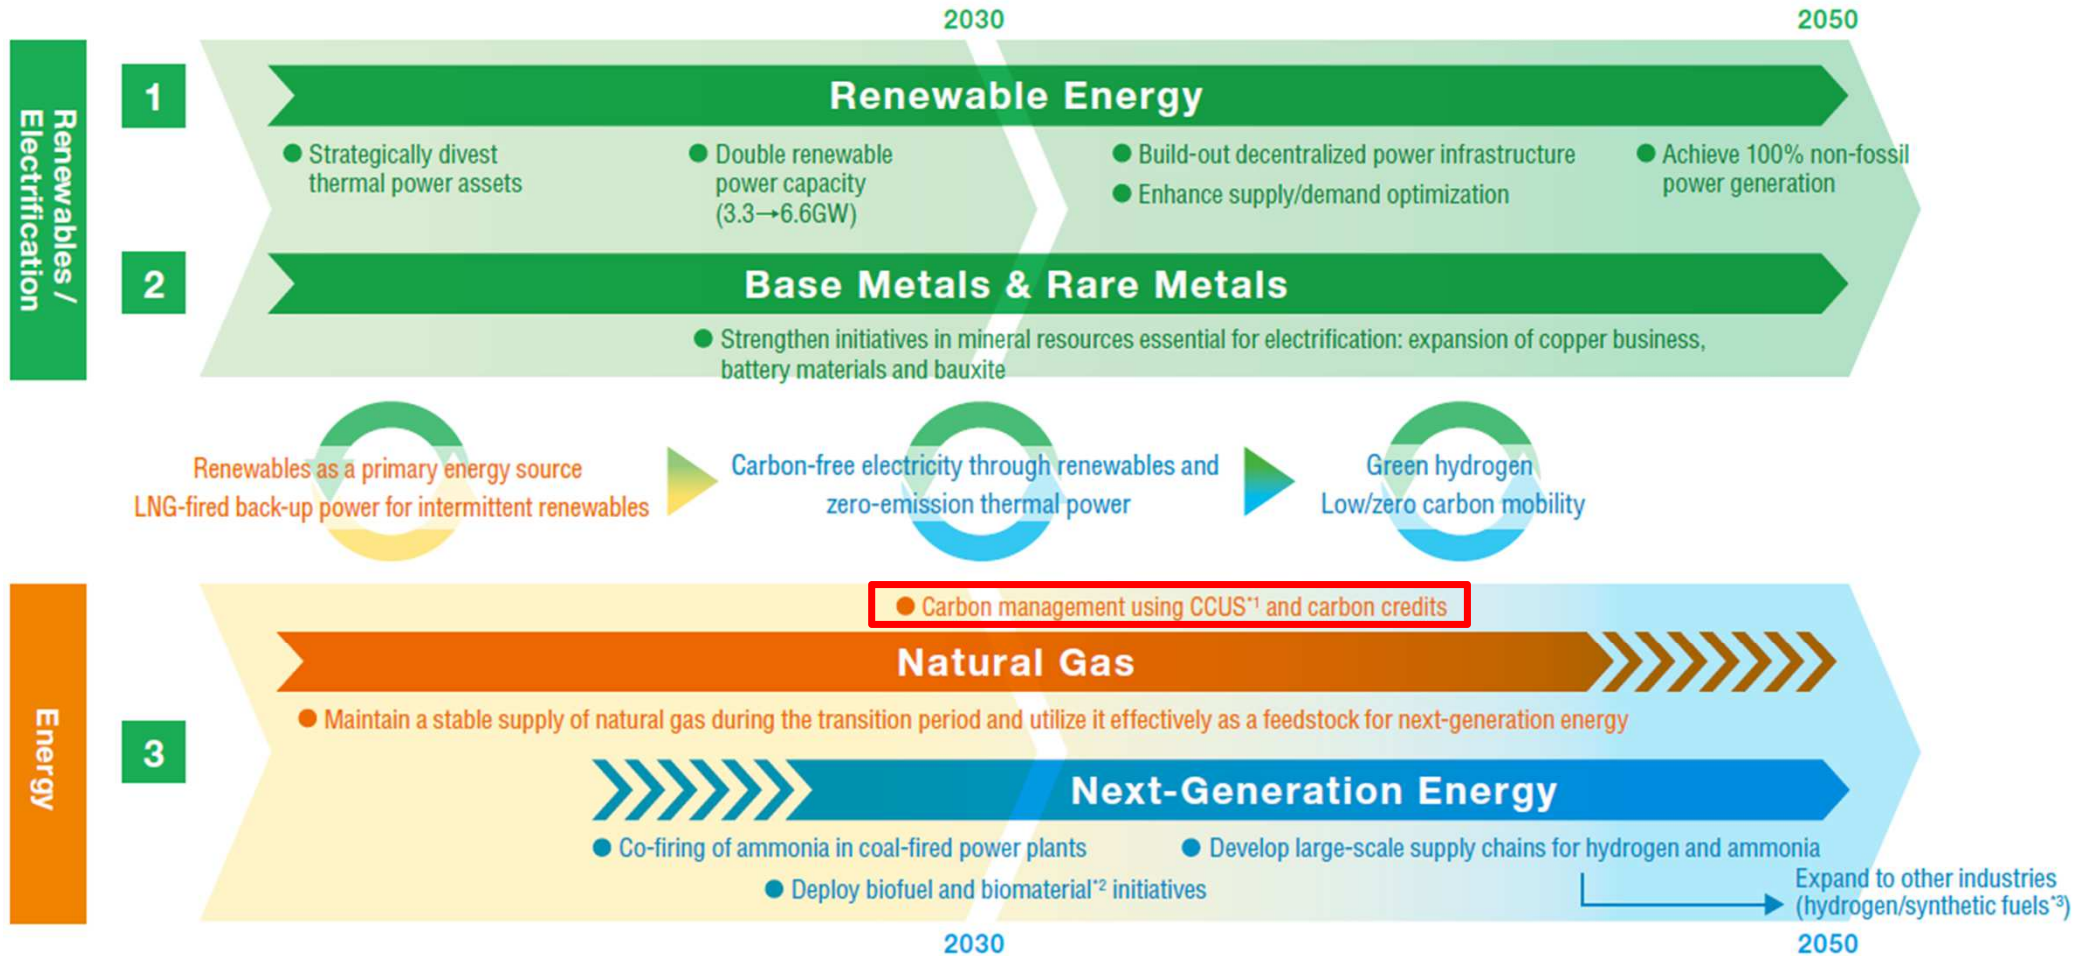 2030
2050
Renewables /
Electrification
1
Renewable Energy
● Strategically divest
thermal power assets
● Double renewable
power capacity
(3.3→6.6GW)
● Build-out decentralized power infrastructure
● Enhance supply/demand optimization
● Achieve 100% non-fossil
power generation
2
Base Metals & Rare Metals
● Strengthen initiatives in mineral resources essential for electrification: expansion of copper business,
battery materials and bauxite
Renewables as a primary energy source
LNG-fired back-up power for intermittent renewables
Carbon-free electricity through renewables and
zero-emission thermal power
Green hydrogen
Low/zero carbon mobility
Energy
3
● Carbon management using CCUS*1 and carbon credits
Natural Gas
● Maintain a stable supply of natural gas during the transition period and utilize it effectively as a feedstock for next-generation energy
Next-Generation Energy
● Co-firing of ammonia in coal-fired power plants
● Develop large-scale supply chains for hydrogen and ammonia
● Deploy biofuel and biomaterial*2 initiatives
Expand to other industries
(hydrogen/synthetic fuels*3)
2030
2050